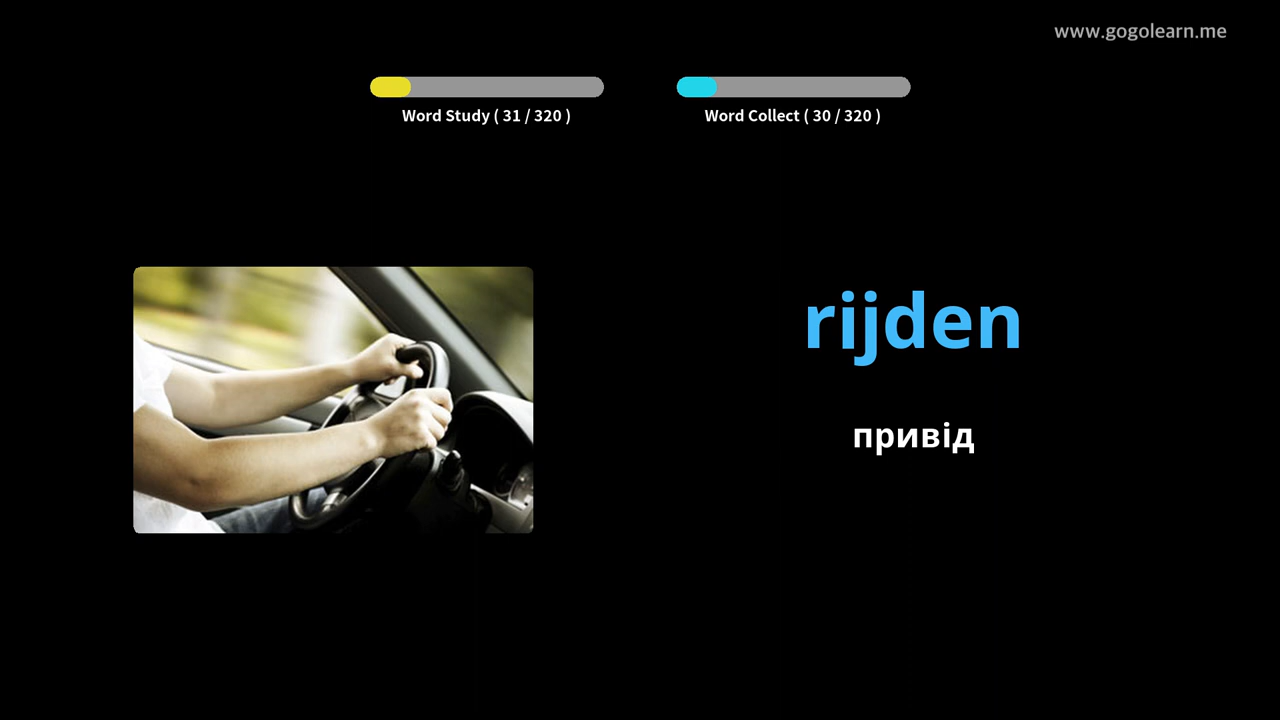 www.gogolearn.me
Word Study ( 31 / 320 )
Word Collect ( 30 / 320 )
rijden
привід